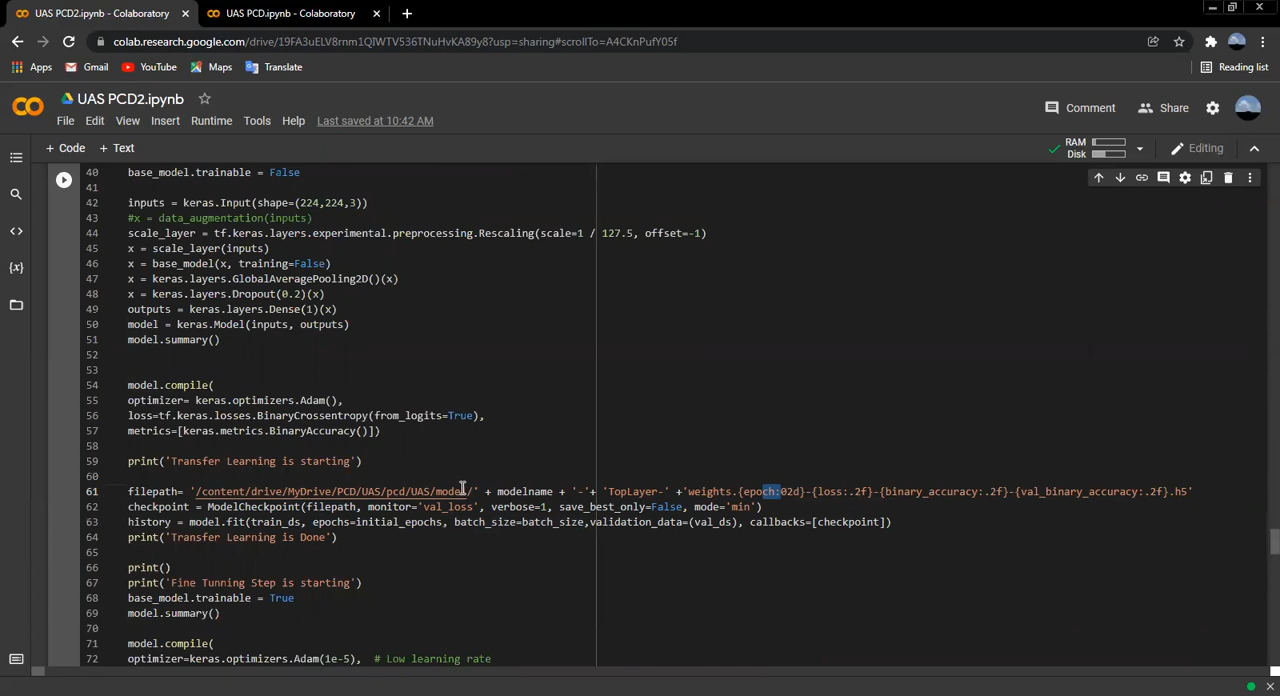 UAS PCD2.ipynb - Colaboratory
UAS PCD.ipynb - Colaboratory
colab.research.google.com/drive/19FA3uELV8rnm1QIWTV536TNuHvKA89y8?usp=sharing#scrollTo=A4CKnPufY05f
Apps Gmail YouTube Maps Translate Reading list
UAS PCD2.ipynb
Comment Share
File Edit View Insert Runtime Tools Help Last saved at 10:42 AM
+ Code + Text
RAM
Disk
Editing
40 base_model.trainable = False
41
42 inputs = keras.Input(shape=(224,224,3))
43 #x = data_augmentation(inputs)
44 scale_layer = tf.keras.layers.experimental.preprocessing.Rescaling(scale=1 / 127.5, offset=-1)
45 x = scale_layer(inputs)
46 x = base_model(x, training=False)
47 x = keras.layers.GlobalAveragePooling2D()(x)
48 x = keras.layers.Dropout(0.2)(x)
49 outputs = keras.layers.Dense(1)(x)
50 model = keras.Model(inputs, outputs)
51 model.summary()
52
53
54 model.compile(
55 optimizer= keras.optimizers.Adam(),
56 loss=tf.keras.losses.BinaryCrossentropy(from_logits=True),
57 metrics=[keras.metrics.BinaryAccuracy()])
58
59 print('Transfer Learning is starting')
60
61 filepath= '/content/drive/MyDrive/PCD/UAS/pcd/UAS/model/' + modelname + '-'+ 'TopLayer-' +'weights.{epoch:02d}-{loss:.2f}-{binary_accuracy:.2f}-{val_binary_accuracy:.2f}.h5'
62 checkpoint = ModelCheckpoint(filepath, monitor='val_loss', verbose=1, save_best_only=False, mode='min')
63 history = model.fit(train_ds, epochs=initial_epochs, batch_size=batch_size,validation_data=(val_ds), callbacks=[checkpoint])
64 print('Transfer Learning is Done')
65
66 print()
67 print('Fine Tunning Step is starting')
68 base_model.trainable = True
69 model.summary()
70
71 model.compile(
72 optimizer=keras.optimizers.Adam(1e-5), # Low learning rate